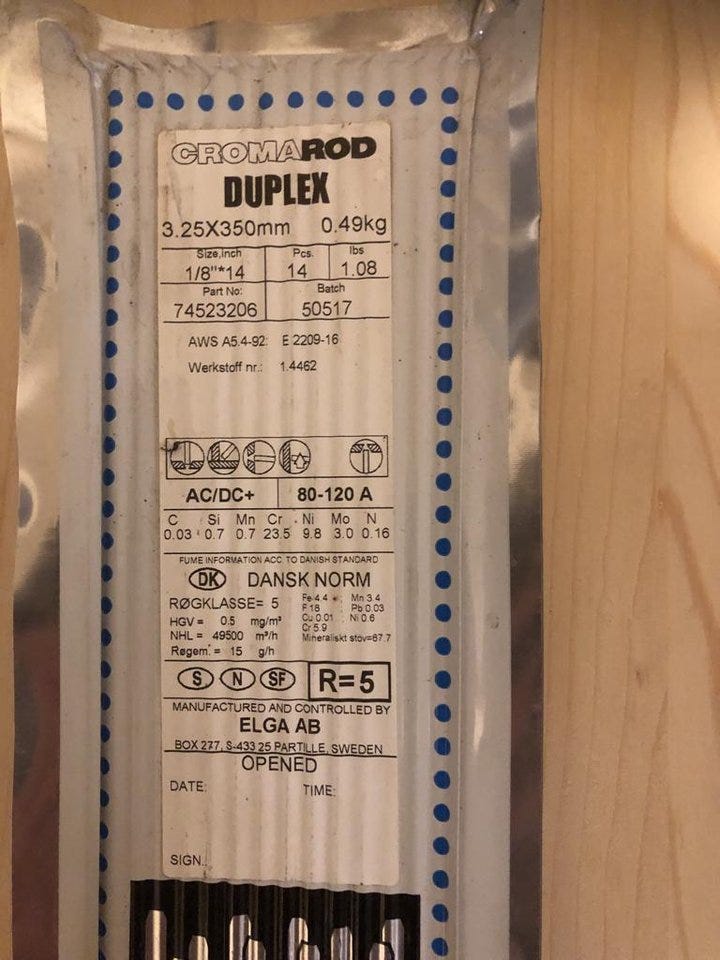 CROMAROD
DUPLEX
3.25X350mm 0.49kg
Size,inch Pcs. lbs
1/8"*14 14 1.08
Part No: Batch
74523206 50517
AWS A5.4-92: E 2209-16
Werkstoff nr.: 1.4462
AC/DC+ 80-120 A
C Si Mn Cr Ni Mo N
0.03 0.7 0.7 23.5 9.8 3.0 0.16
FUME INFORMATION ACC. TO DANISH STANDARD
DK DANSK NORM
RØGKLASSE= 5 Fe 4.4 Mn 3.4
F 18 Pb 0.03
HGV = 0.5 mg/m³ Cu 0.01 Ni 0.6
Cr 5.9
NHL = 49500 m³/h Mineraliskt stöv=67.7
Røgem. = 15 g/h
S N SF R=5
MANUFACTURED AND CONTROLLED BY
ELGA AB
BOX 277, S-433 25 PARTILLE, SWEDEN
OPENED
DATE: TIME:
SIGN.: